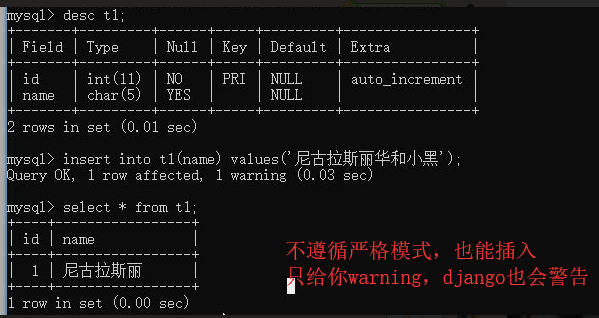 mysql> desc t1;
+-------+---------+------+-----+---------+----------------+
| Field | Type    | Null | Key | Default | Extra          |
+-------+---------+------+-----+---------+----------------+
| id    | int(11) | NO   | PRI | NULL    | auto_increment |
| name  | char(5) | YES  |     | NULL    |                |
+-------+---------+------+-----+---------+----------------+
2 rows in set (0.01 sec)
mysql> insert into t1(name) values('尼古拉斯丽华和小黑');
Query OK, 1 row affected, 1 warning (0.03 sec)
mysql> select * from t1;
+----+-----------------+
| id | name            |
+----+-----------------+
|  1 | 尼古拉斯丽      |
+----+-----------------+
1 row in set (0.00 sec)
不遵循严格模式，也能插入
只给你warning，django也会警告